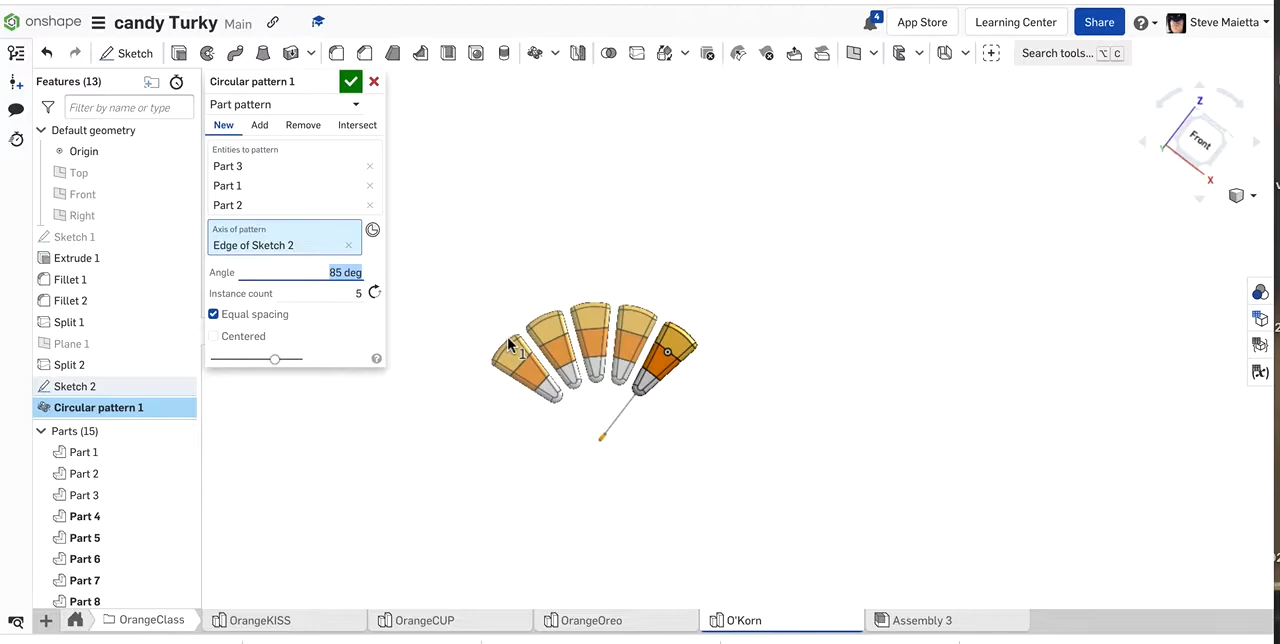 onshape candy Turky Main 4 App Store Learning Center Share Steve Maietta
Sketch Search tools... ⌥ C
Features (13)
Filter by name or type
Default geometry
Origin
Top
Front
Right
Sketch 1
Extrude 1
Fillet 1
Fillet 2
Split 1
Plane 1
Split 2
Sketch 2
Circular pattern 1
Parts (15)
Part 1
Part 2
Part 3
Part 4
Part 5
Part 6
Part 7
Part 8
Circular pattern 1
Part pattern
New Add Remove Intersect
Entities to pattern
Part 3
Part 1
Part 2
Axis of pattern
Edge of Sketch 2
Angle 85 deg
Instance count 5
Equal spacing
Centered
1
Z
Front
Y
X
OrangeClass OrangeKISS OrangeCUP OrangeOreo O'Korn Assembly 3